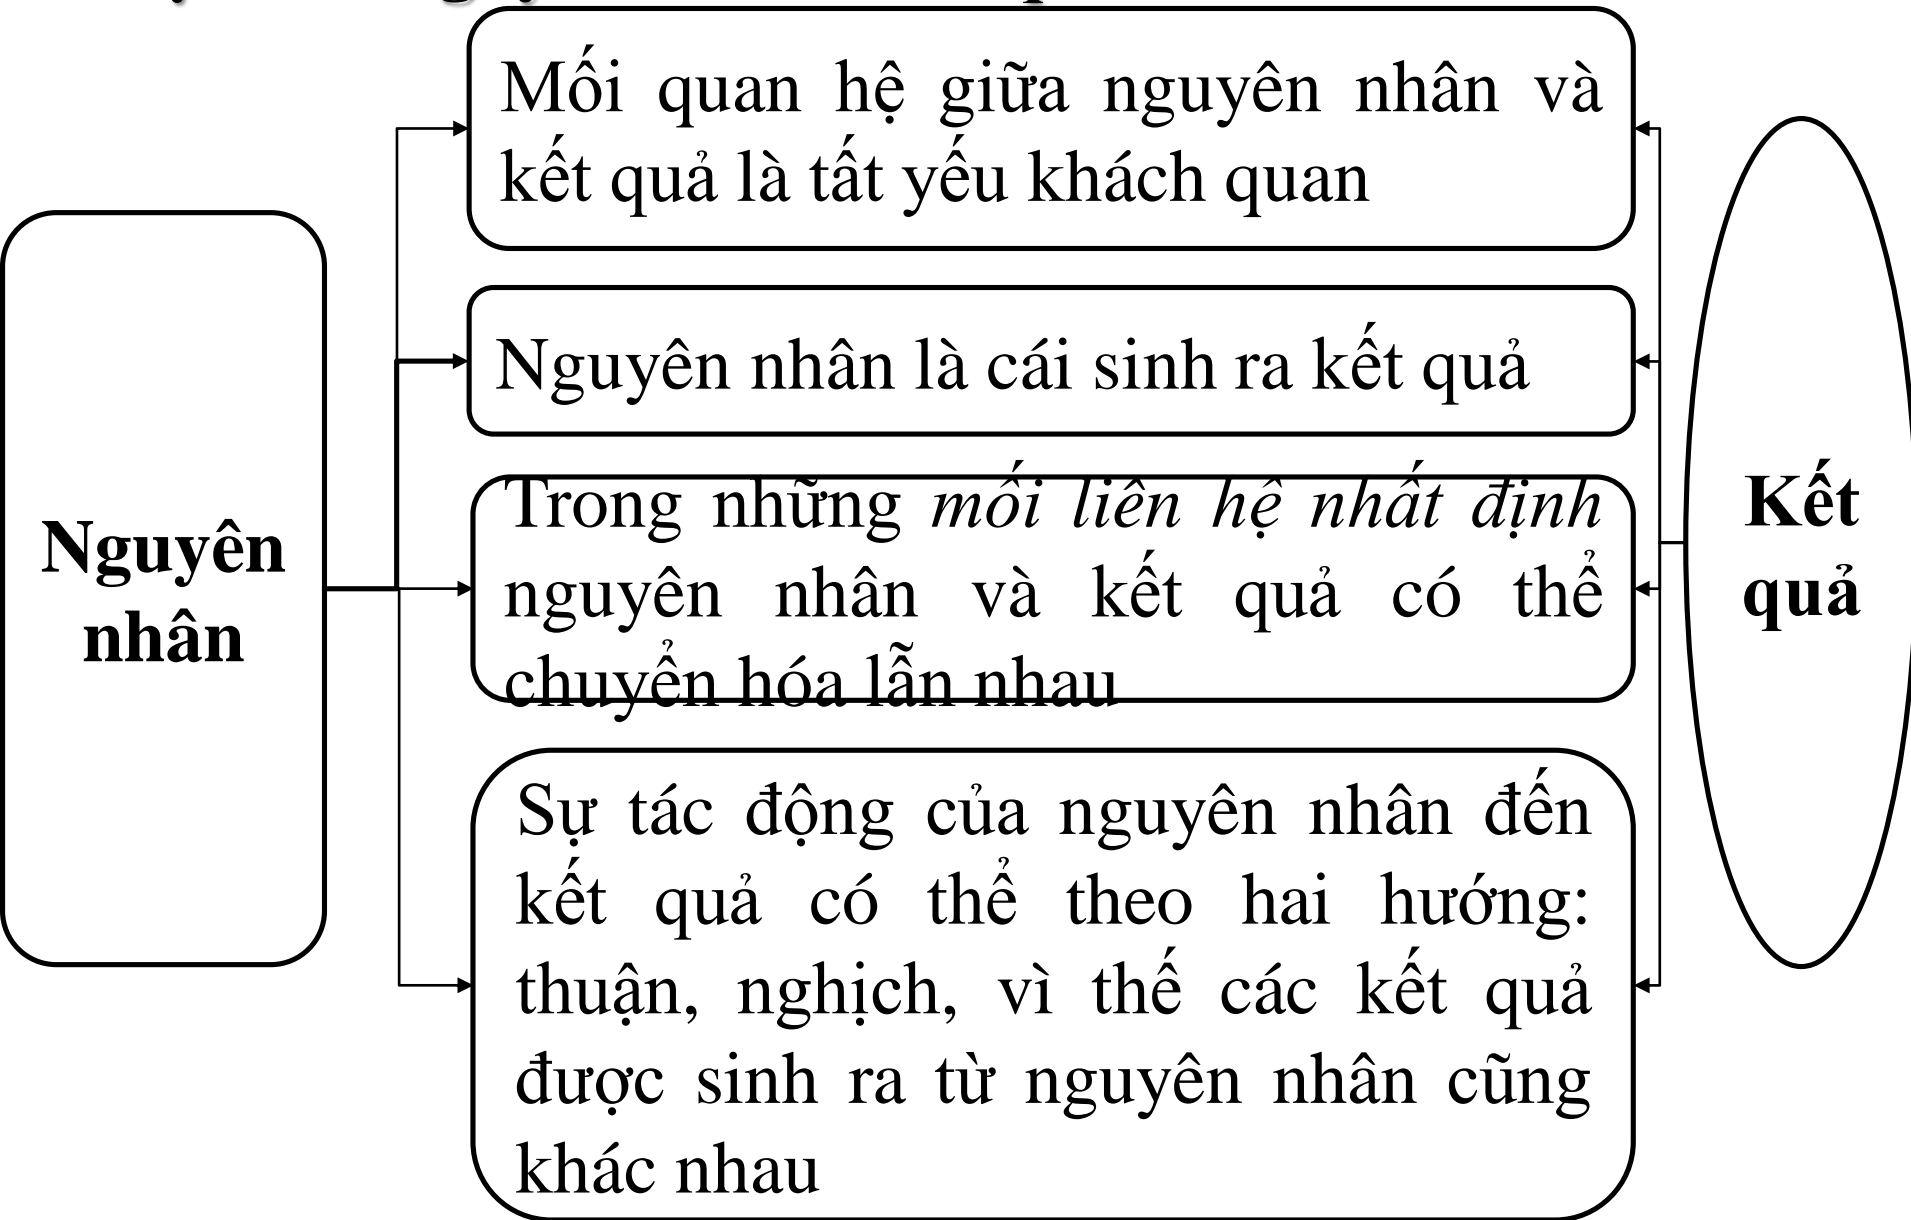 Nguyên
nhân
Mối quan hệ giữa nguyên nhân và
kết quả là tất yếu khách quan
Nguyên nhân là cái sinh ra kết quả
Trong những mối liên hệ nhất định
nguyên nhân và kết quả có thể
chuyển hóa lẫn nhau
Sự tác động của nguyên nhân đến
kết quả có thể theo hai hướng:
thuận, nghịch, vì thế các kết quả
được sinh ra từ nguyên nhân cũng
khác nhau
Kết
quả